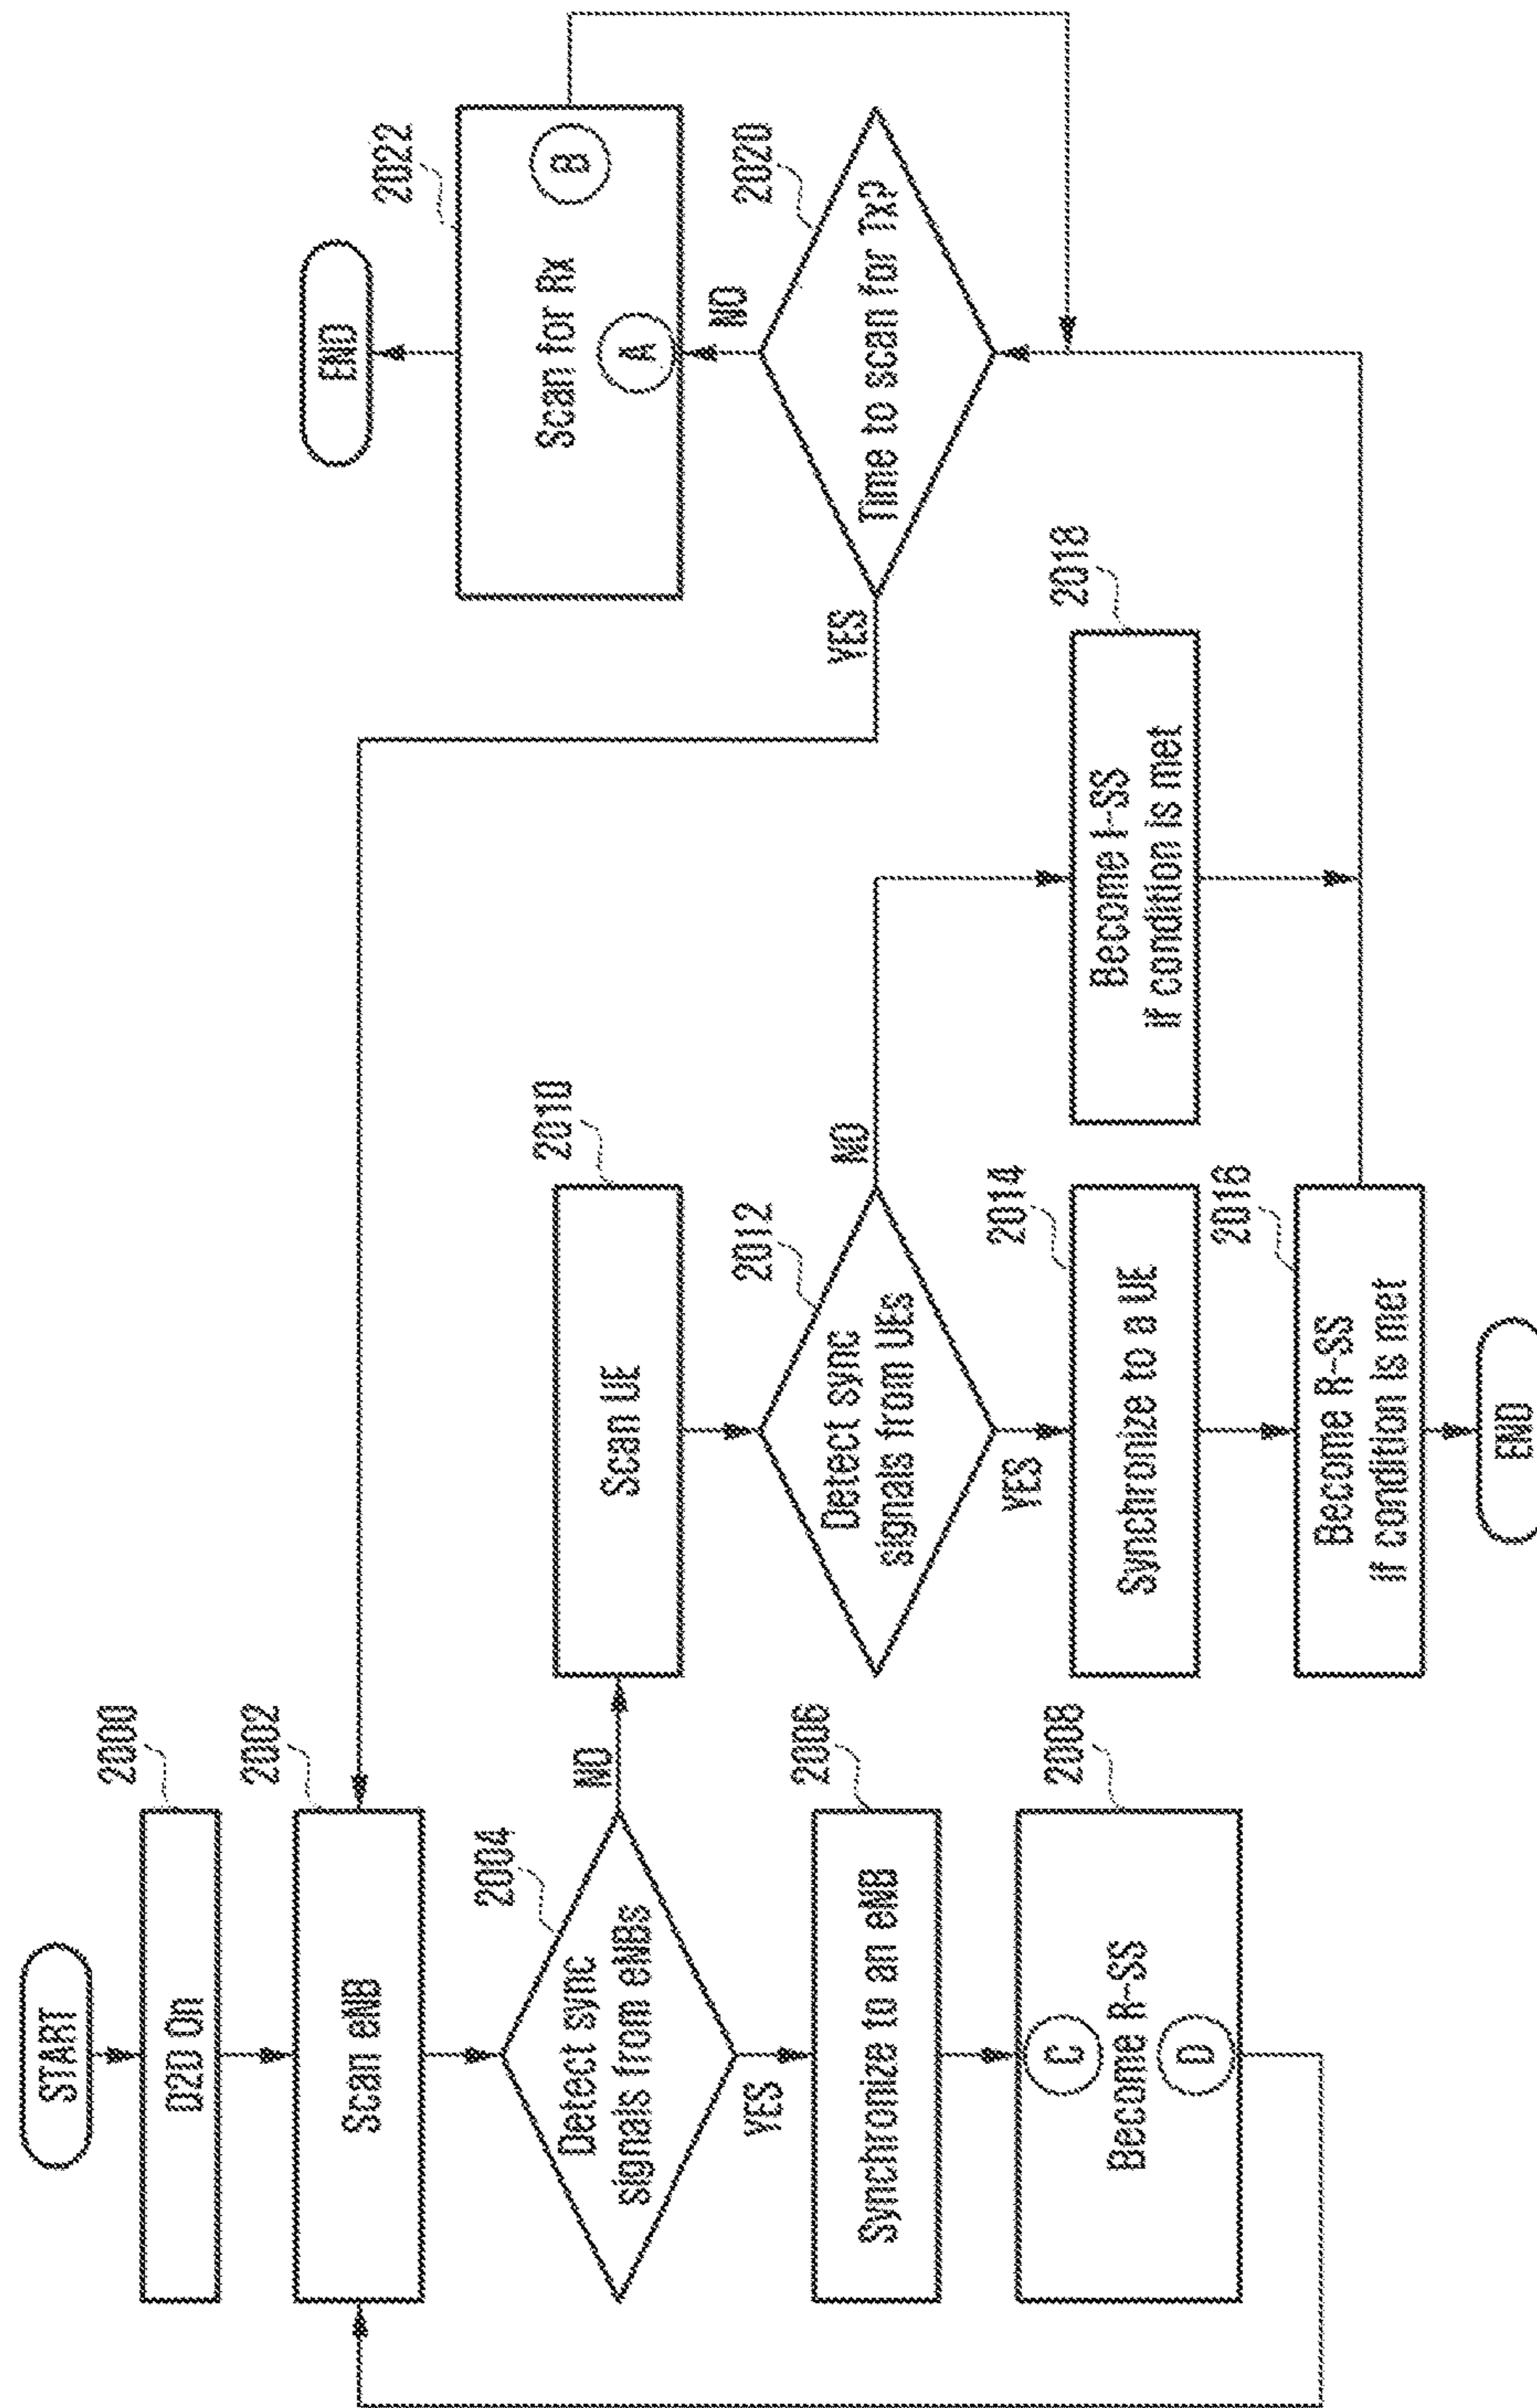 START
2000
D2D On
2002
Scan eNB
2004
Detect sync
signals from eNBs
NO
YES
2006
Synchronize to an eNB
2008
C
Become R-SS
D
2010
Scan UE
2012
Detect sync
signals from UEs
NO
YES
2014
Synchronize to a UE
2016
Become R-SS
if condition is met
END
2018
Become I-SS
if condition is met
END
2022
Scan for Rx
B
A
NO
2020
Time to scan for Tx?
YES